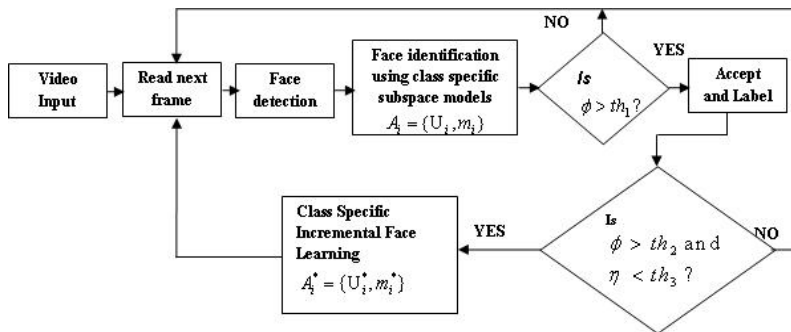 Video
Input
Read next
frame
Face
detection
Face identification
using class specific
subspace models
A_i = {U_i, m_i}
NO
Is
ϕ > th_1 ?
YES
Accept
and Label
Is
ϕ > th_2 and
η < th_3 ?
NO
YES
Class Specific
Incremental Face
Learning
A_i^* = {U_i^*, m_i^*}